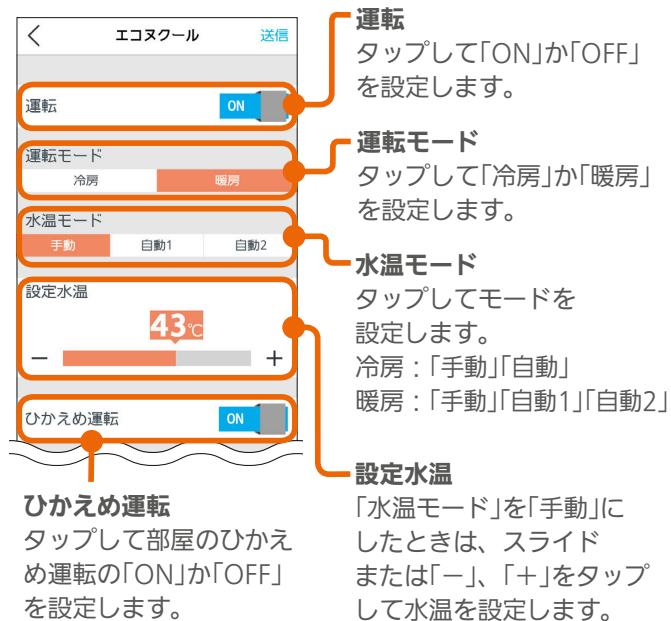 エコヌクール
送信
運転
ON
運転モード
冷房
暖房
水温モード
手動
自動1
自動2
設定水温
43℃
－
＋
ひかえめ運転
ON
運転
タップして「ON」か「OFF」
を設定します。
運転モード
タップして「冷房」か「暖房」
を設定します。
水温モード
タップしてモードを
設定します。
冷房：「手動」「自動」
暖房：「手動」「自動1」「自動2」
設定水温
「水温モード」を「手動」に
したときは、スライド
または「－」、「＋」をタップ
して水温を設定します。
ひかえめ運転
タップして部屋のひかえ
め運転の「ON」か「OFF」
を設定します。